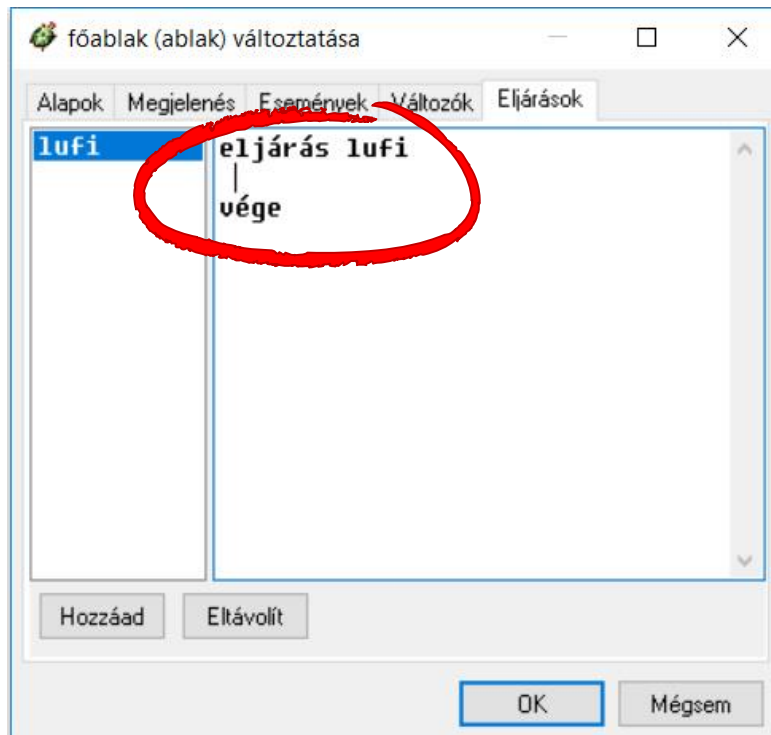 főablak (ablak) változtatása
Alapok Megjelenés Események Változók Eljárások
lufi
eljárás lufi
vége
Hozzáad Eltávolít
OK Mégsem